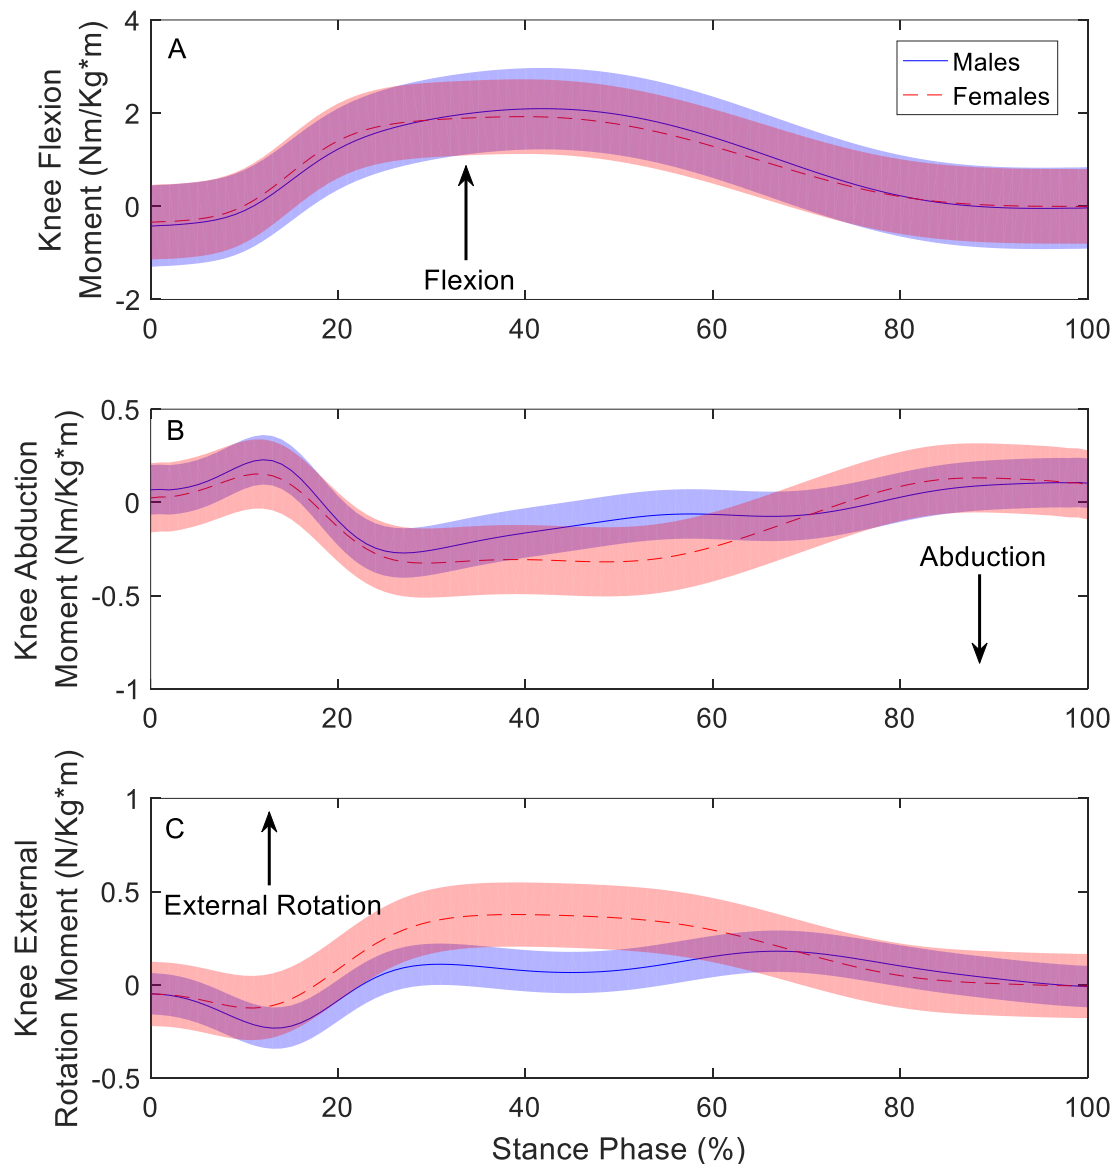 A
Males
Females
Knee Flexion
Moment (Nm/Kg*m)
4
2
0
-2
Flexion
0 20 40 60 80 100
B
Knee Abduction
Moment (Nm/Kg*m)
0.5
0
-0.5
-1
Abduction
0 20 40 60 80 100
C
Knee External
Rotation Moment (N/Kg*m)
1
0.5
0
-0.5
External Rotation
0 20 40 60 80 100
Stance Phase (%)